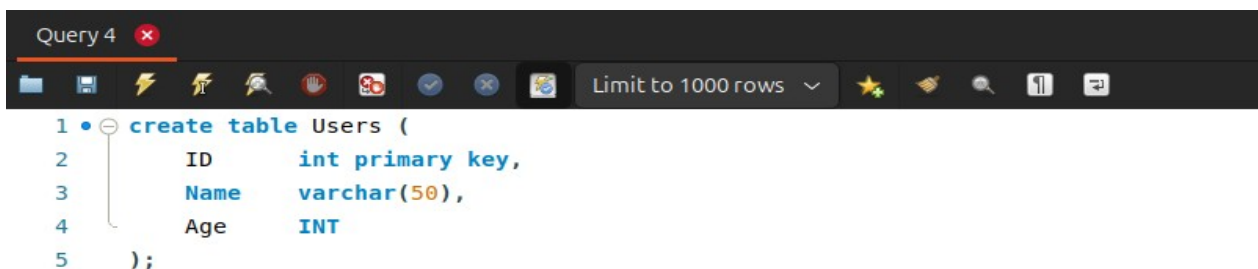 Query 4
Limit to 1000 rows
1 create table Users (
2 ID int primary key,
3 Name varchar(50),
4 Age INT
5 );